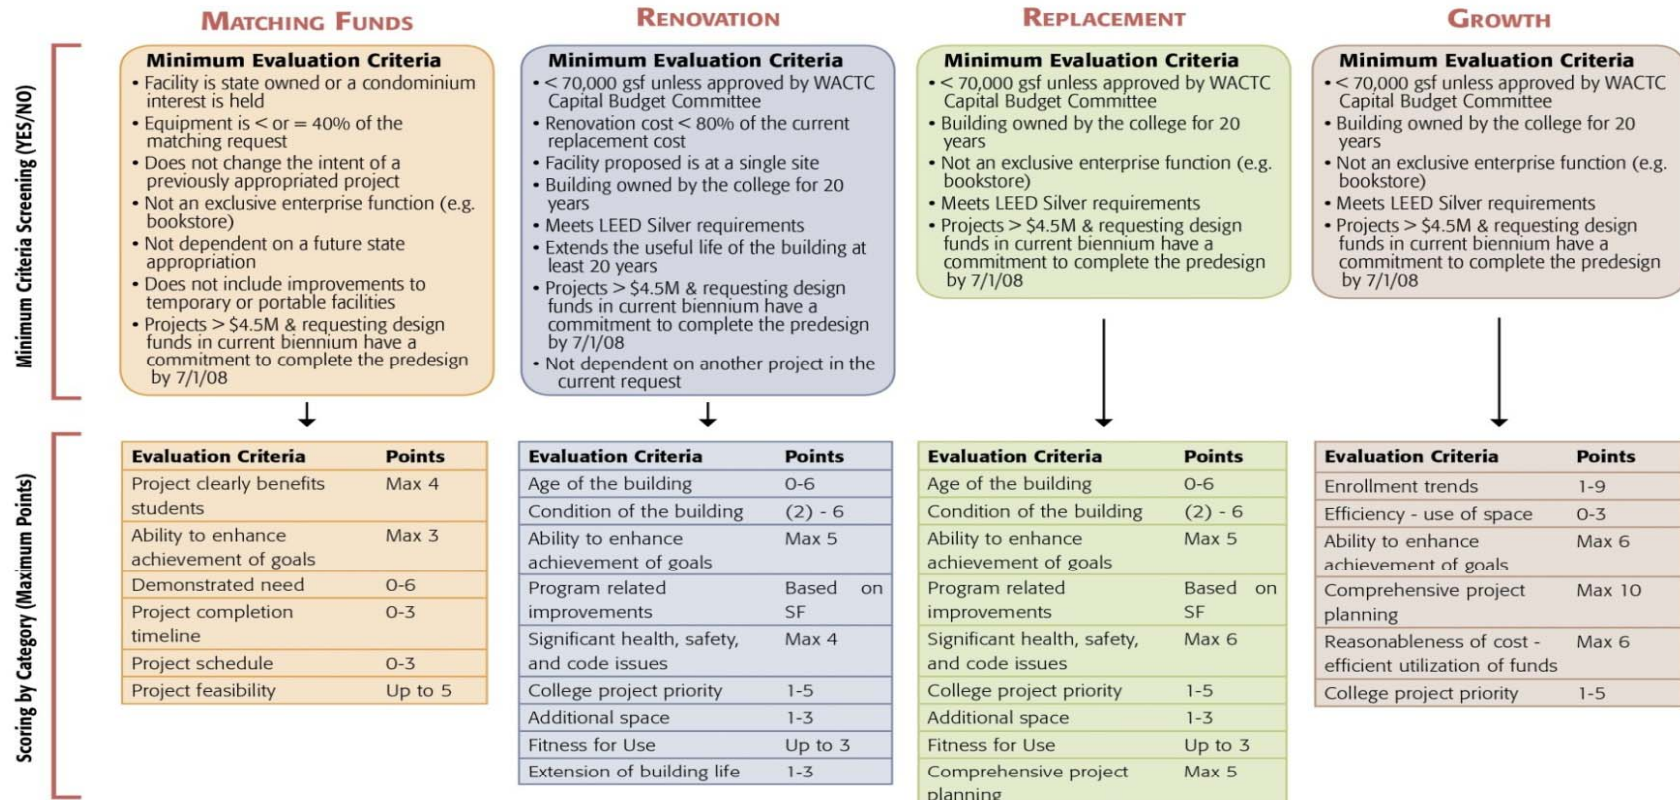 MATCHING FUNDS
RENOVATION
REPLACEMENT
GROWTH
Minimum Criteria Screening (YES/NO)
Minimum Evaluation Criteria
• Facility is state owned or a condominium
interest is held
• Equipment is < or = 40% of the
matching request
• Does not change the intent of a
previously appropriated project
• Not an exclusive enterprise function (e.g.
bookstore)
• Not dependent on a future state
appropriation
• Does not include improvements to
temporary or portable facilities
• Projects > $4.5M & requesting design
funds in current biennium have a
commitment to complete the predesign
by 7/1/08
Minimum Evaluation Criteria
• < 70,000 gsf unless approved by WACTC
Capital Budget Committee
• Renovation cost < 80% of the current
replacement cost
• Facility proposed is at a single site
• Building owned by the college for 20
years
• Meets LEED Silver requirements
• Extends the useful life of the building at
least 20 years
• Projects > $4.5M & requesting design
funds in current biennium have a
commitment to complete the predesign
by 7/1/08
• Not dependent on another project in the
current request
Minimum Evaluation Criteria
• < 70,000 gsf unless approved by WACTC
Capital Budget Committee
• Building owned by the college for 20
years
• Not an exclusive enterprise function (e.g.
bookstore)
• Meets LEED Silver requirements
• Projects > $4.5M & requesting design
funds in current biennium have a
commitment to complete the predesign
by 7/1/08
Minimum Evaluation Criteria
• < 70,000 gsf unless approved by WACTC
Capital Budget Committee
• Building owned by the college for 20
years
• Not an exclusive enterprise function (e.g.
bookstore)
• Meets LEED Silver requirements
• Projects > $4.5M & requesting design
funds in current biennium have a
commitment to complete the predesign
by 7/1/08
Scoring by Category (Maximum Points)
Evaluation Criteria Points
Project clearly benefits Max 4
students
Ability to enhance Max 3
achievement of goals
Demonstrated need 0-6
Project completion 0-3
timeline
Project schedule 0-3
Project feasibility Up to 5
Evaluation Criteria Points
Age of the building 0-6
Condition of the building (2) - 6
Ability to enhance Max 5
achievement of goals
Program related Based on
improvements SF
Significant health, safety, Max 4
and code issues
College project priority 1-5
Additional space 1-3
Fitness for Use Up to 3
Extension of building life 1-3
Evaluation Criteria Points
Age of the building 0-6
Condition of the building (2) - 6
Ability to enhance Max 5
achievement of goals
Program related Based on
improvements SF
Significant health, safety, Max 6
and code issues
College project priority 1-5
Additional space 1-3
Fitness for Use Up to 3
Comprehensive project Max 5
planning
Evaluation Criteria Points
Enrollment trends 1-9
Efficiency - use of space 0-3
Ability to enhance Max 6
achievement of goals
Comprehensive project Max 10
planning
Reasonableness of cost - Max 6
efficient utilization of funds
College project priority 1-5